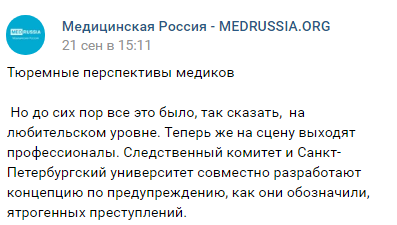 MEDRUSSIA
Медицинская Россия - MEDRUSSIA.ORG
21 сен в 15:11
Тюремные перспективы медиков
Но до сих пор все это было, так сказать, на
любительском уровне. Теперь же на сцену выходят
профессионалы. Следственный комитет и Санкт-
Петербургский университет совместно разработают
концепцию по предупреждению, как они обозначили,
ятрогенных преступлений.